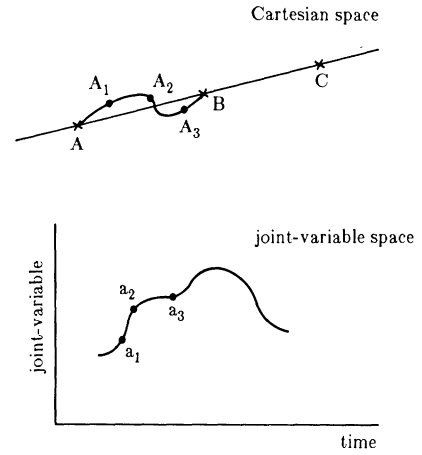 Cartesian space
A₁ A₂
A B C
A₃
joint-variable space
joint-variable
a₂
a₃
a₁
time